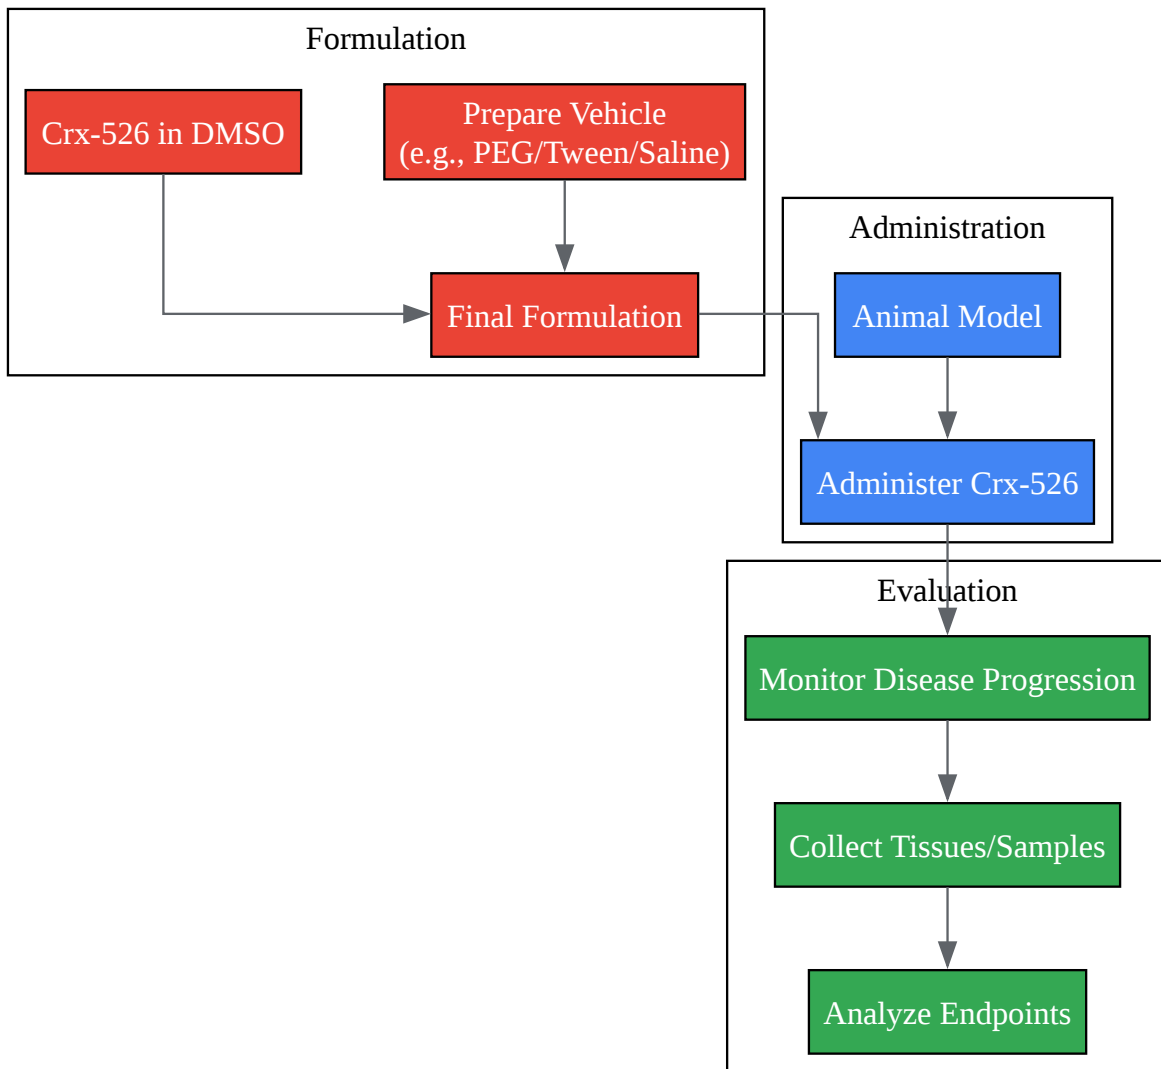 Formulation
Crx-526 in DMSO
Prepare Vehicle
(e.g., PEG/Tween/Saline)
Final Formulation
Administration
Animal Model
Administer Crx-526
Evaluation
Monitor Disease Progression
Collect Tissues/Samples
Analyze Endpoints